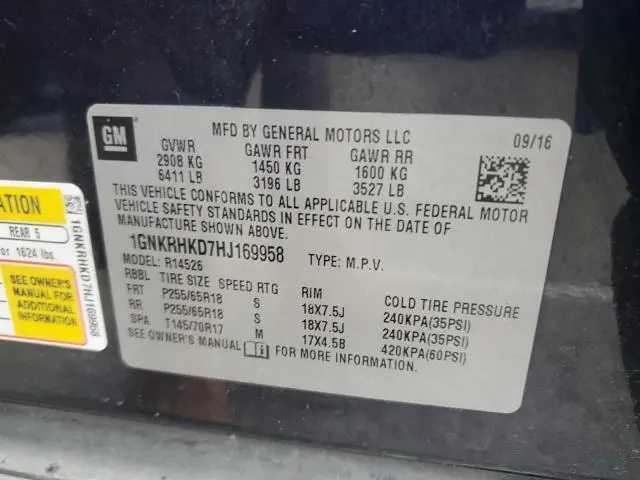 GM
MFD BY GENERAL MOTORS LLC
09/16
GVWR GAWR FRT GAWR RR
2908 KG 1450 KG 1600 KG
6411 LB 3196 LB 3527 LB
THIS VEHICLE CONFORMS TO ALL APPLICABLE U.S. FEDERAL MOTOR
VEHICLE SAFETY STANDARDS IN EFFECT ON THE DATE OF
MANUFACTURE SHOWN ABOVE.
1GNKRHKD7HJ169958 TYPE: M.P.V.
MODEL: R14526
RBBL TIRE SIZE SPEED RTG RIM COLD TIRE PRESSURE
FRT P255/65R18 S 18X7.5J 240KPA(35PSI)
RR P255/65R18 S 18X7.5J 240KPA(35PSI)
SPA T145/70R17 M 17X4.5B 420KPA(60PSI)
SEE OWNER'S MANUAL i FOR MORE INFORMATION.
REAR 5
1624 lbs.
SEE OWNER'S
MANUAL FOR
ADDITIONAL
INFORMATION
1GNKRHKD7HJ169958